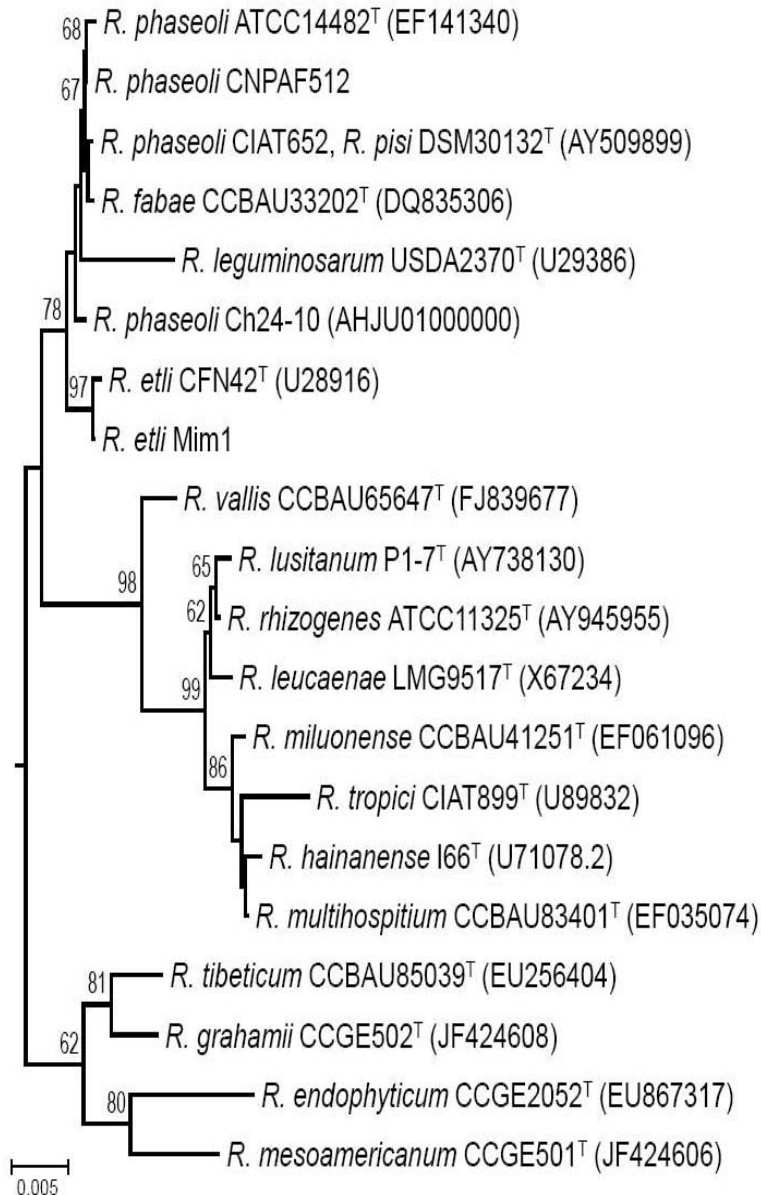 68 R. phaseoli ATCC14482ᵀ (EF141340)
67 R. phaseoli CNPAF512
R. phaseoli CIAT652, R. pisi DSM30132ᵀ (AY509899)
R. fabae CCBAU33202ᵀ (DQ835306)
R. leguminosarum USDA2370ᵀ (U29386)
78 R. phaseoli Ch24-10 (AHJU01000000)
97 R. etli CFN42ᵀ (U28916)
R. etli Mim1
R. vallis CCBAU65647ᵀ (FJ839677)
65 R. lusitanum P1-7ᵀ (AY738130)
98
62 R. rhizogenes ATCC11325ᵀ (AY945955)
99 R. leucaenae LMG9517ᵀ (X67234)
R. miluonense CCBAU41251ᵀ (EF061096)
86
R. tropici CIAT899ᵀ (U89832)
R. hainanense I66ᵀ (U71078.2)
R. multihospitium CCBAU83401ᵀ (EF035074)
81 R. tibeticum CCBAU85039ᵀ (EU256404)
R. grahamii CCGE502ᵀ (JF424608)
62
80 R. endophyticum CCGE2052ᵀ (EU867317)
R. mesoamericanum CCGE501ᵀ (JF424606)
0.005